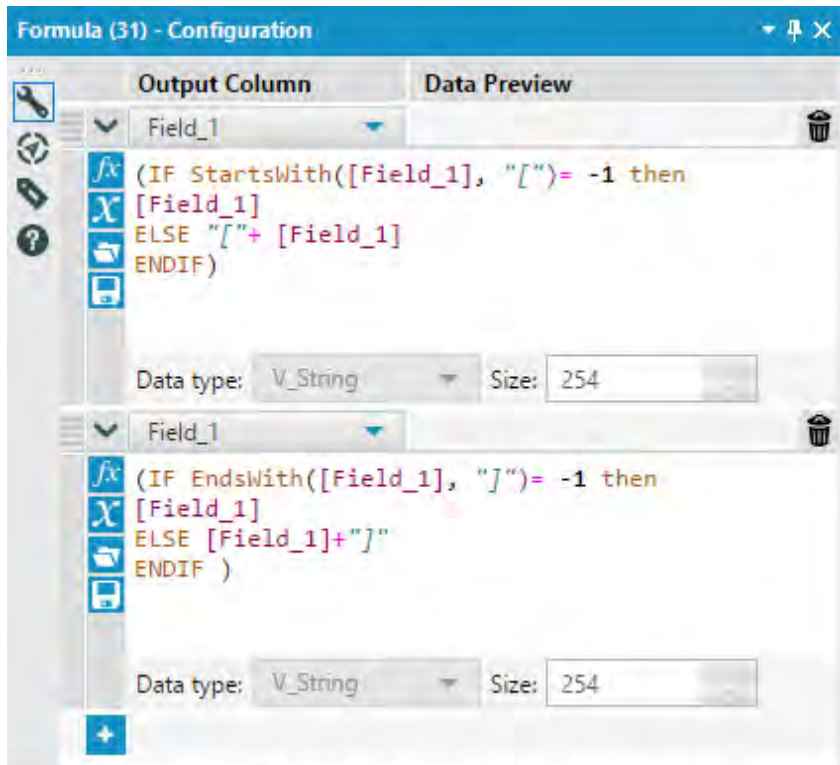 Formula (31) - Configuration
Output Column Data Preview
Field_1
(IF StartsWith([Field_1], "[")= -1 then
[Field_1]
ELSE "["+ [Field_1]
ENDIF)
Data type: V_String Size: 254
Field_1
(IF EndsWith([Field_1], "]")= -1 then
[Field_1]
ELSE [Field_1]+"]"
ENDIF )
Data type: V_String Size: 254